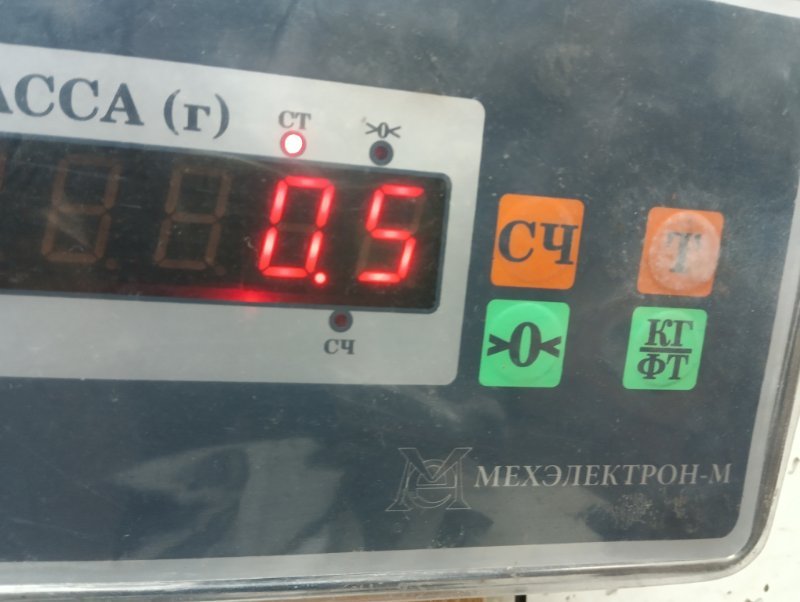 АССА (г)
СТ >0<
0.5
СЧ
СЧ Т
>0< КГ
ФТ
МЕХЭЛЕКТРОН-М